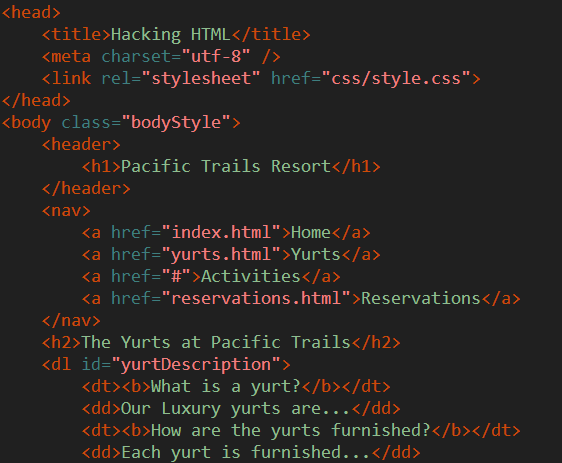 <head>
    <title>Hacking HTML</title>
    <meta charset="utf-8" />
    <link rel="stylesheet" href="css/style.css">
</head>
<body class="bodyStyle">
    <header>
        <h1>Pacific Trails Resort</h1>
    </header>
    <nav>
        <a href="index.html">Home</a>
        <a href="yurts.html">Yurts</a>
        <a href="#">Activities</a>
        <a href="reservations.html">Reservations</a>
    </nav>
    <h2>The Yurts at Pacific Trails</h2>
    <dl id="yurtDescription">
        <dt><b>What is a yurt?</b></dt>
        <dd>Our Luxury yurts are...</dd>
        <dt><b>How are the yurts furnished?</b></dt>
        <dd>Each yurt is furnished...</dd>